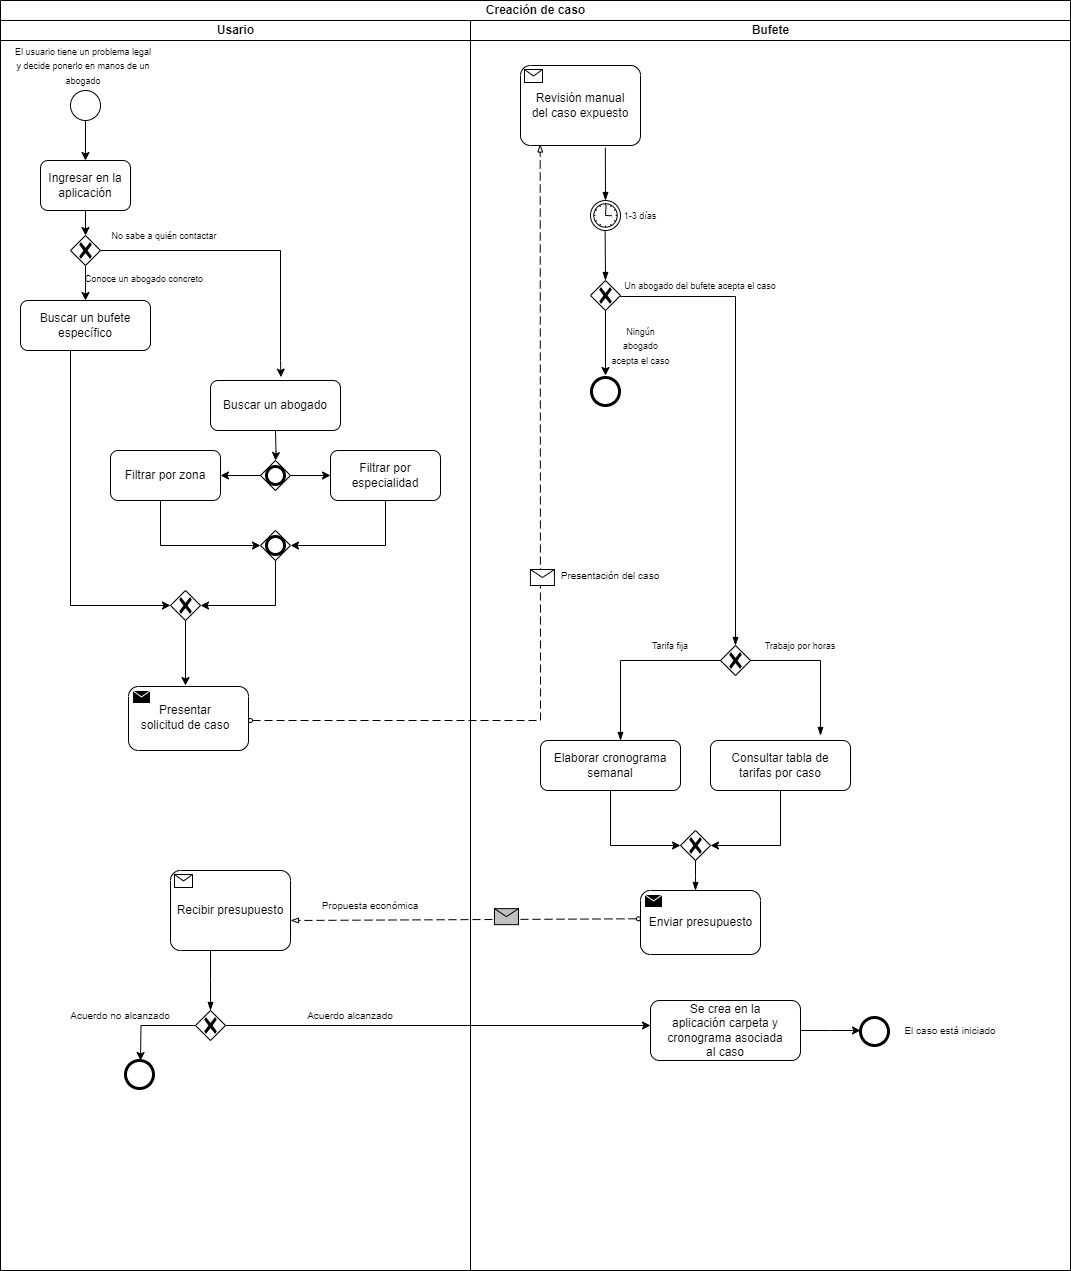 Creación de caso
Usario
Bufete
El usuario tiene un problema legal
y decide ponerlo en manos de un
abogado
Ingresar en la
aplicación
No sabe a quién contactar
Conoce un abogado concreto
Buscar un bufete
específico
Buscar un abogado
Filtrar por zona
Filtrar por
especialidad
Presentar
solicitud de caso
Revisión manual
del caso expuesto
1-3 días
Un abogado del bufete acepta el caso
Ningún
abogado
acepta el caso
Presentación del caso
Tarifa fija
Trabajo por horas
Elaborar cronograma
semanal
Consultar tabla de
tarifas por caso
Enviar presupuesto
Propuesta económica
Recibir presupuesto
Acuerdo no alcanzado
Acuerdo alcanzado
Se crea en la
aplicación carpeta y
cronograma asociada
al caso
El caso está iniciado